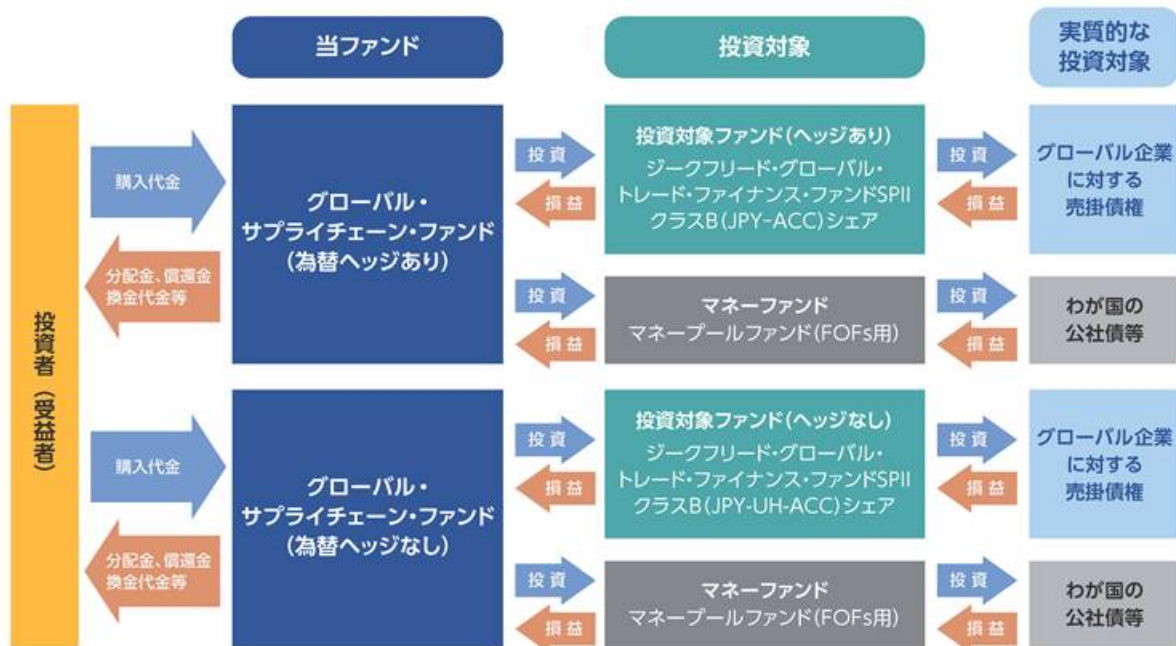 当ファンド
投資対象
実質的な
投資対象
投資者（受益者）
購入代金
分配金、償還金
換金代金等
グローバル・
サプライチェーン・ファンド
(為替ヘッジあり)
投資
損益
投資対象ファンド(ヘッジあり)
ジークフリード・グローバル・
トレード・ファイナンス・ファンドSPII
クラスB(JPY-ACC)シェア
投資
損益
グローバル企業
に対する
売掛債権
投資
損益
マネーファンド
マネープールファンド(FOFs用)
投資
損益
わが国の
公社債等
購入代金
分配金、償還金
換金代金等
グローバル・
サプライチェーン・ファンド
(為替ヘッジなし)
投資
損益
投資対象ファンド(ヘッジなし)
ジークフリード・グローバル・
トレード・ファイナンス・ファンドSPII
クラスB(JPY-UH-ACC)シェア
投資
損益
グローバル企業
に対する
売掛債権
投資
損益
マネーファンド
マネープールファンド(FOFs用)
投資
損益
わが国の
公社債等